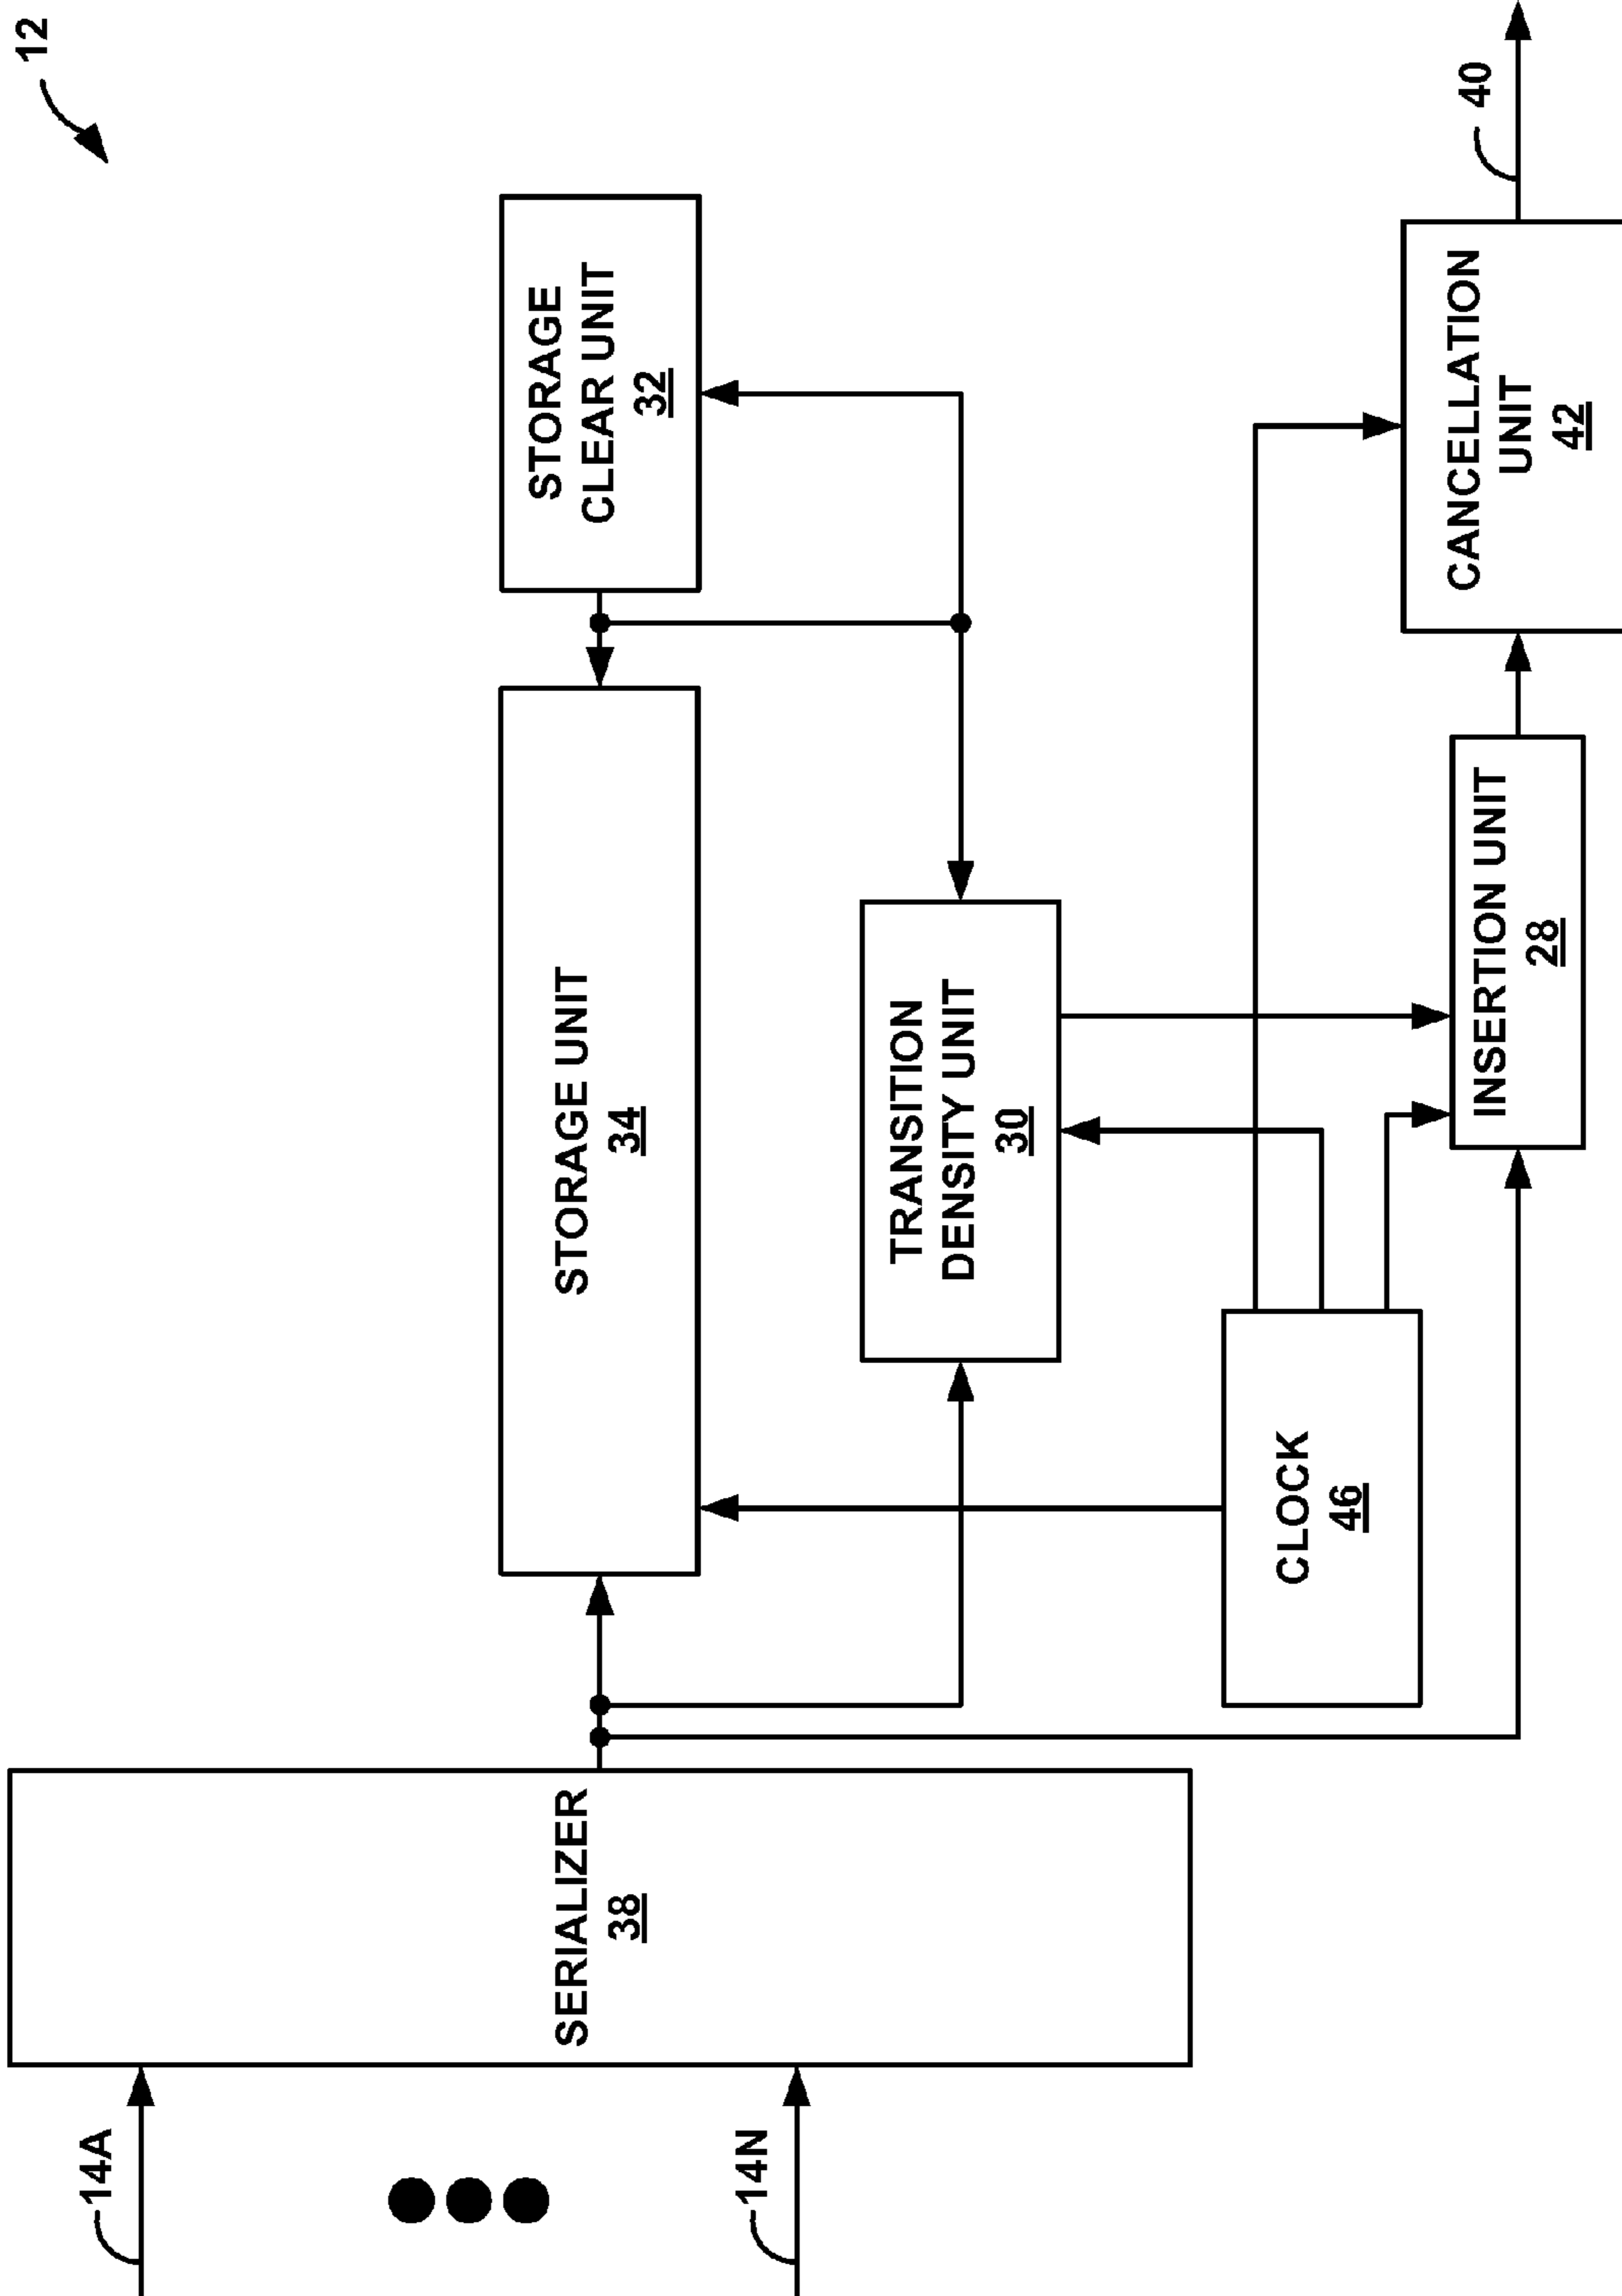 12
14A
14N
SERIALIZER
38
STORAGE UNIT
34
STORAGE
CLEAR UNIT
32
TRANSITION
DENSITY UNIT
30
CLOCK
46
INSERTION UNIT
28
CANCELLATION
UNIT
42
40